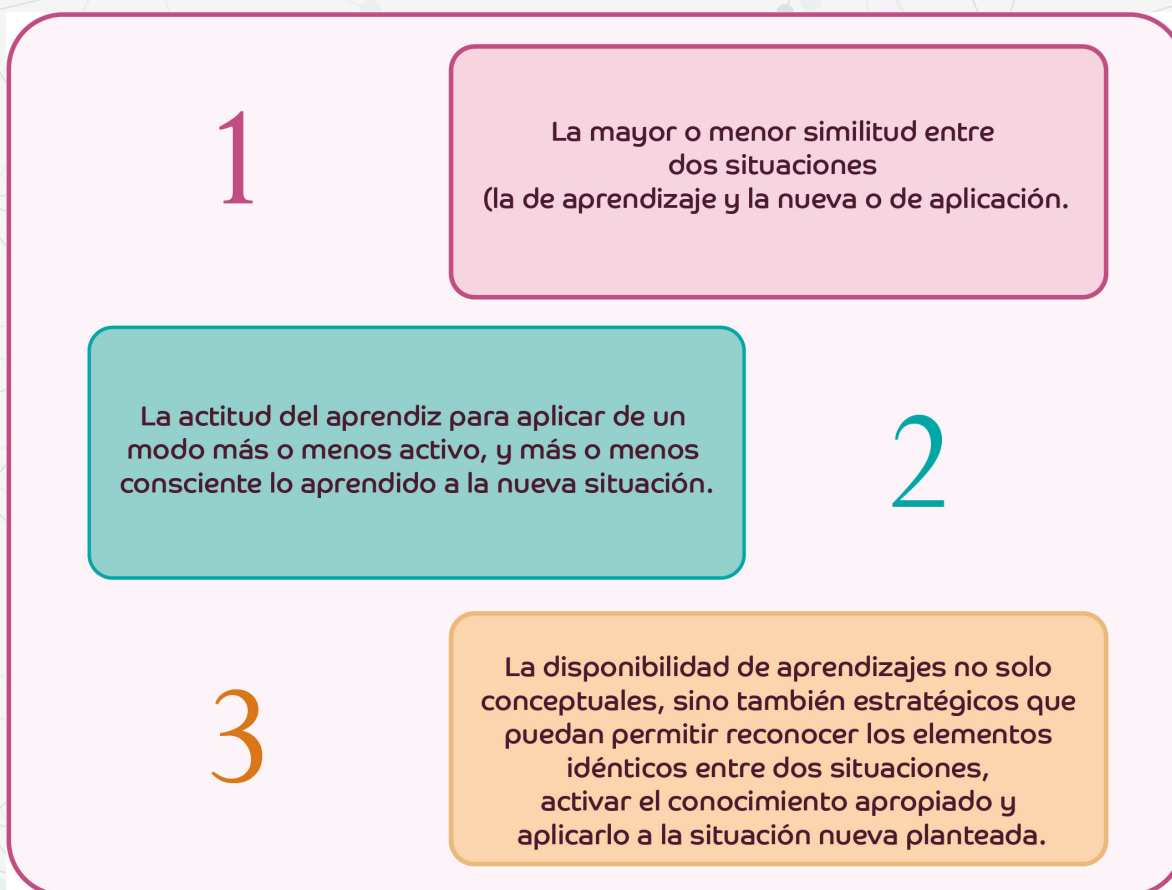 1
La mayor o menor similitud entre
dos situaciones
(la de aprendizaje y la nueva o de aplicación.
La actitud del aprendiz para aplicar de un
modo más o menos activo, y más o menos
consciente lo aprendido a la nueva situación.
2
3
La disponibilidad de aprendizajes no solo
conceptuales, sino también estratégicos que
puedan permitir reconocer los elementos
idénticos entre dos situaciones,
activar el conocimiento apropiado y
aplicarlo a la situación nueva planteada.